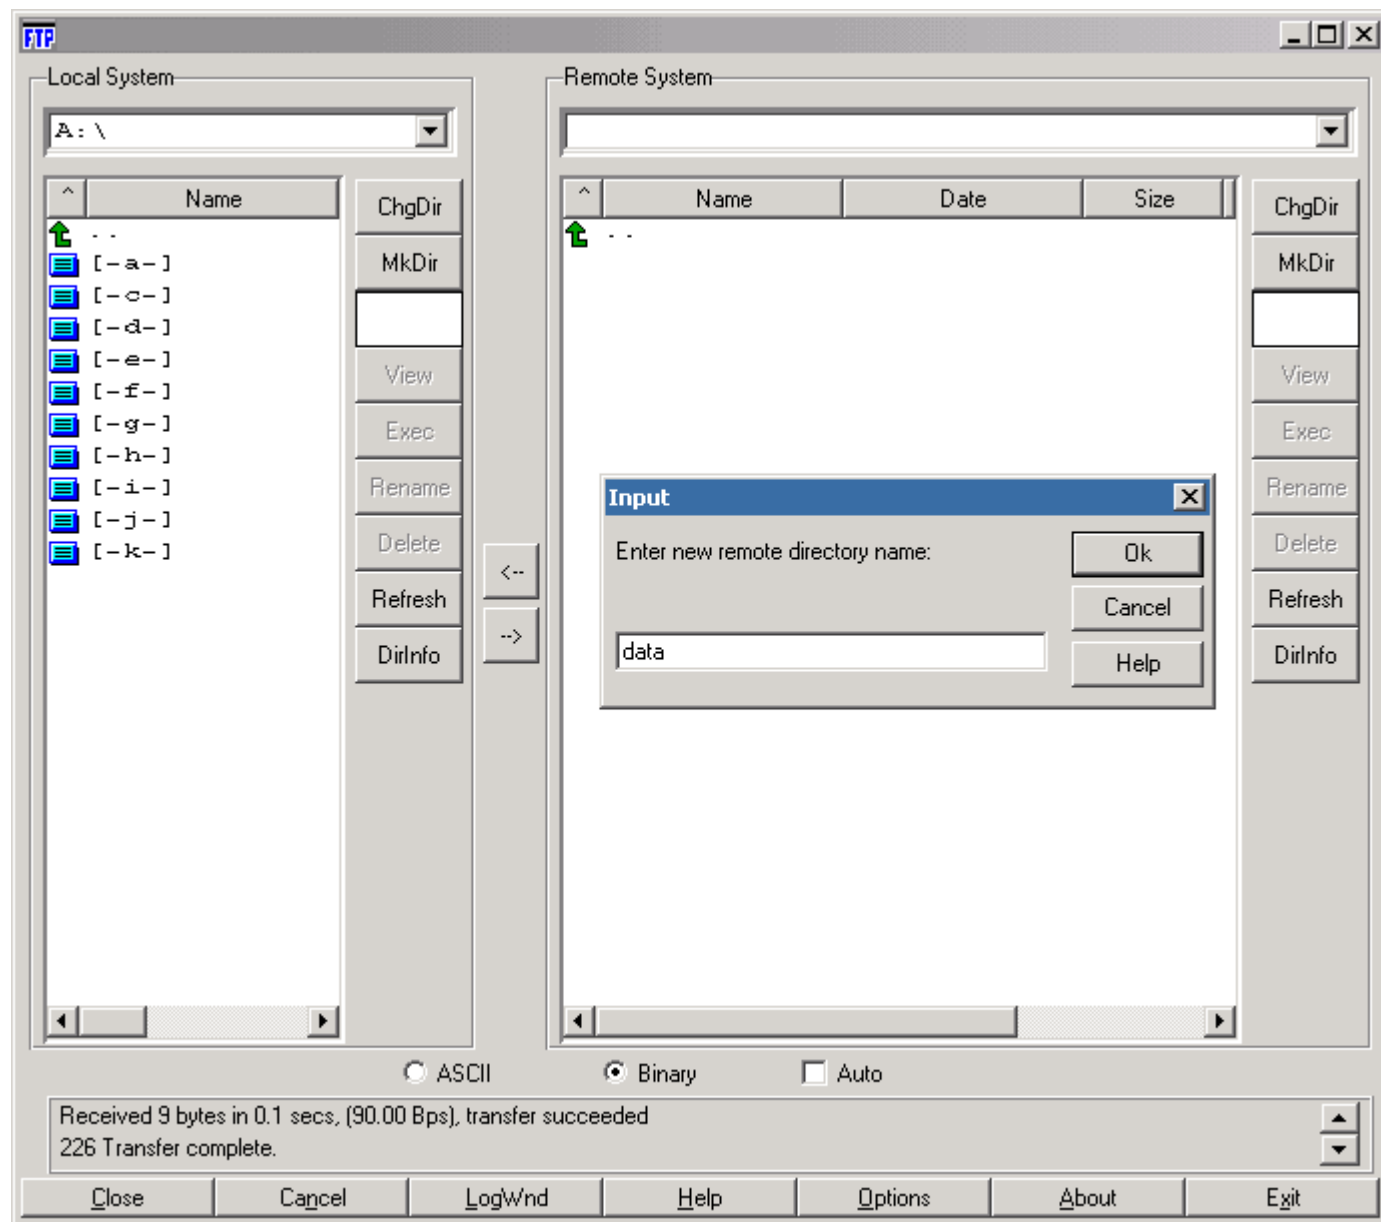 FTP
Local System
A:\
^ Name
..
[-a-]
[-c-]
[-d-]
[-e-]
[-f-]
[-g-]
[-h-]
[-i-]
[-j-]
[-k-]
ChgDir
MkDir
View
Exec
Rename
Delete
Refresh
DirInfo
<--
-->
Remote System
^ Name Date Size
..
ChgDir
MkDir
View
Exec
Rename
Delete
Refresh
DirInfo
Input
Enter new remote directory name:
data
Ok
Cancel
Help
ASCII Binary Auto
Received 9 bytes in 0.1 secs, (90.00 Bps), transfer succeeded
226 Transfer complete.
Close Cancel LogWnd Help Options About Exit